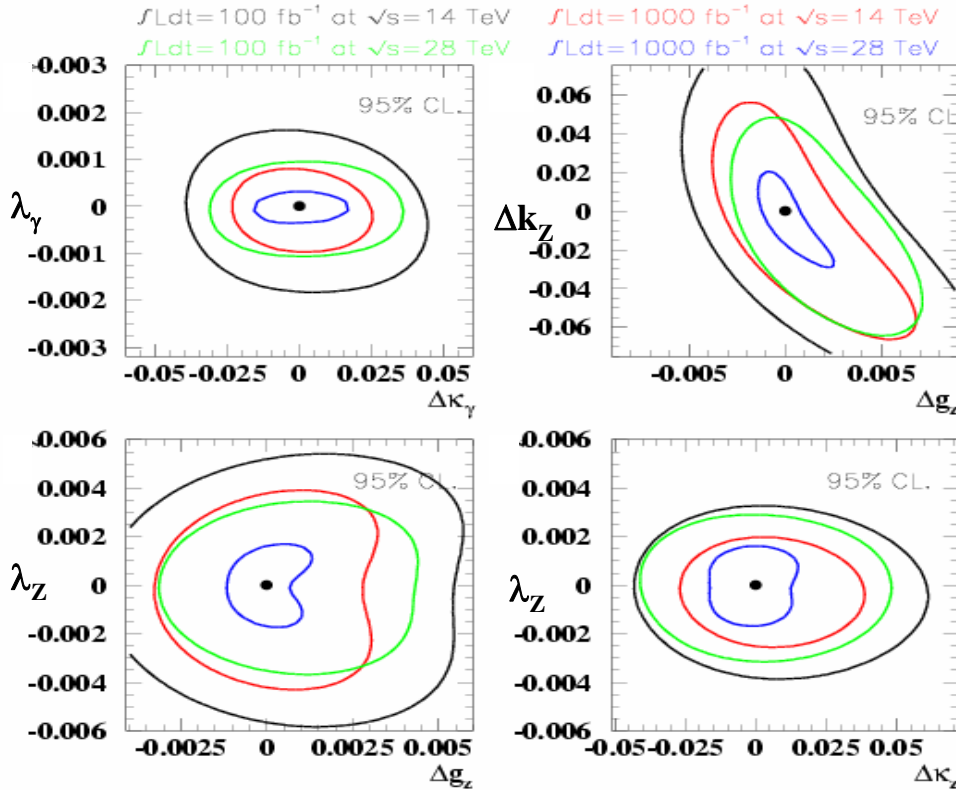 ∫Ldt=100 fb⁻¹ at √s=14 TeV ∫Ldt=1000 fb⁻¹ at √s=14 TeV
∫Ldt=100 fb⁻¹ at √s=28 TeV ∫Ldt=1000 fb⁻¹ at √s=28 TeV
-0.003
0.002
0.001
0
-0.001
-0.002
-0.003
λγ
95% CL.
-0.05 -0.025 0 0.025 0.05
Δκγ
0.06
0.04
0.02
0
-0.02
-0.04
-0.06
ΔkZ
95% CL
-0.005 0 0.005
Δgz
0.006
0.004
0.002
0
-0.002
-0.004
-0.006
λZ
95% CL.
-0.0025 0 0.0025
Δgz
0.006
0.004
0.002
0
-0.002
-0.004
-0.006
λZ
95% CL.
-0.05 -0.025 0 0.025 0.05
Δκz